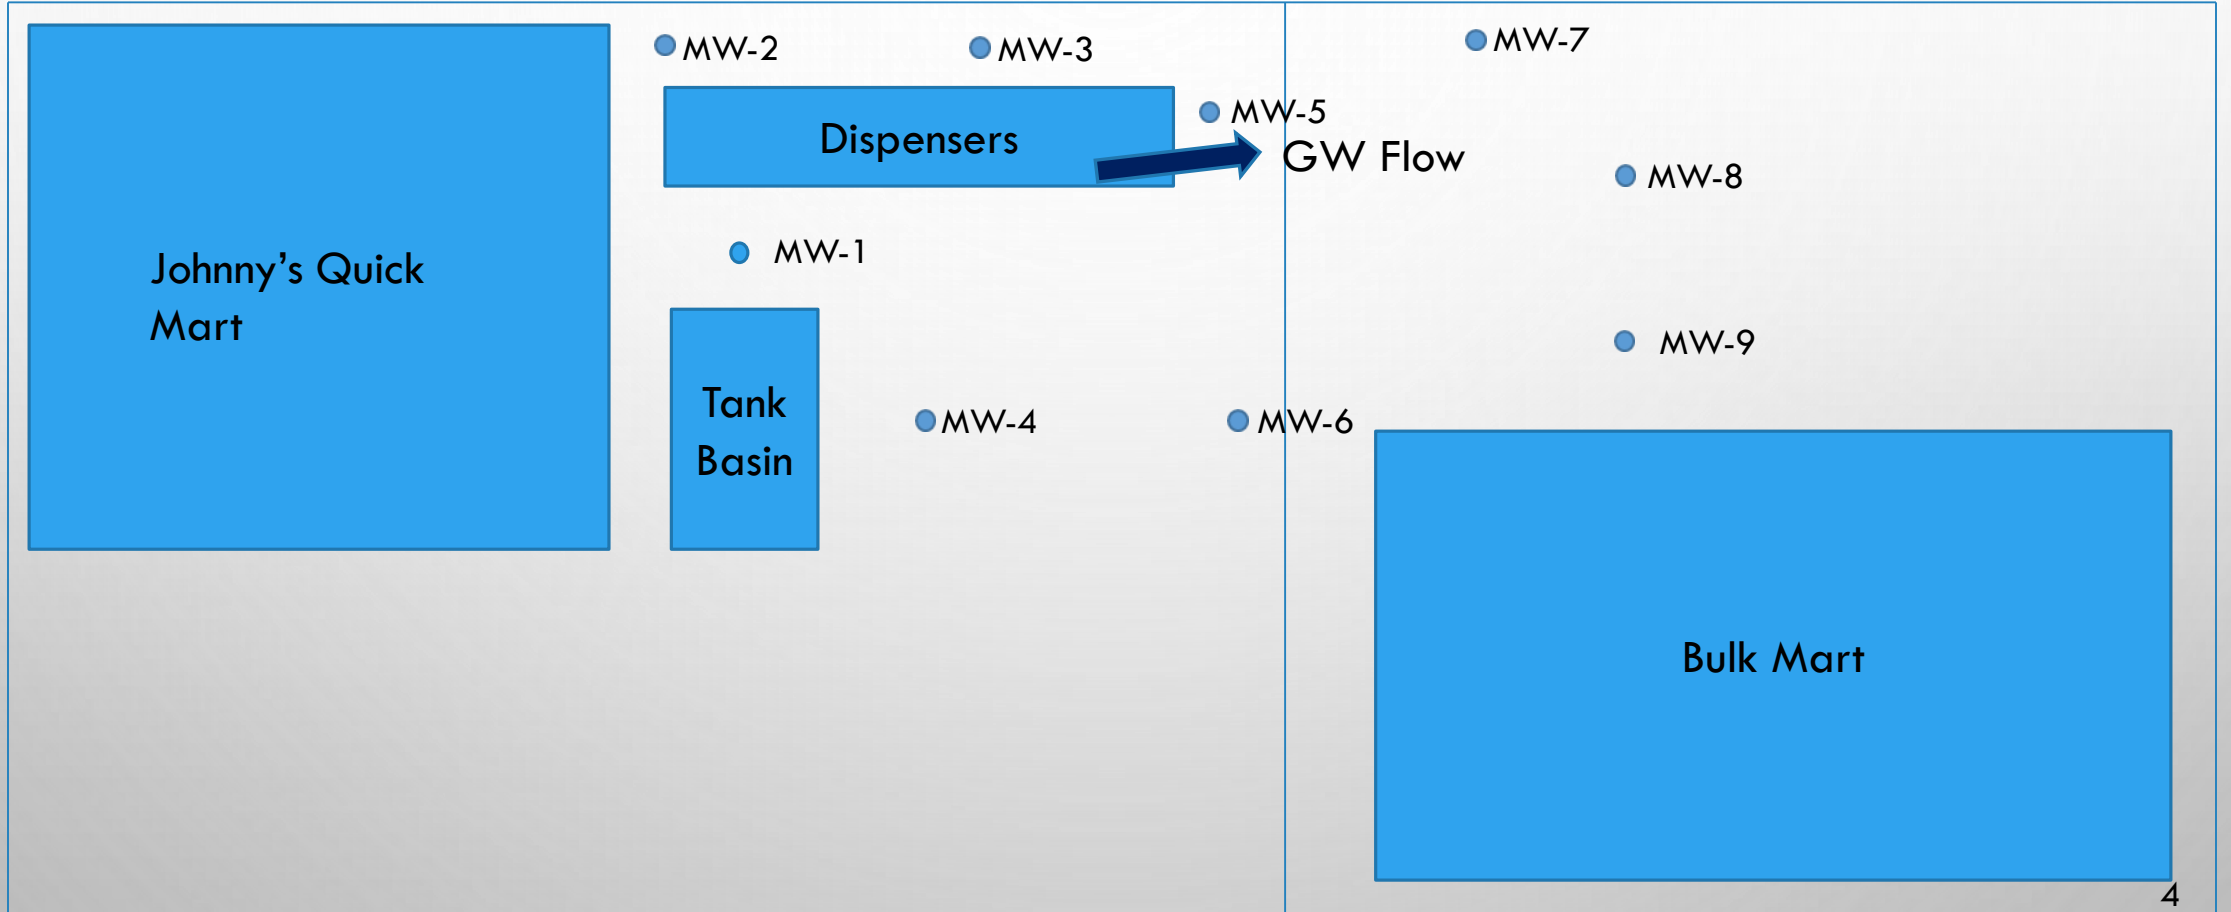 MW-2
MW-3
MW-7
MW-5
Dispensers
GW Flow
MW-8
MW-1
Johnny’s Quick
Mart
MW-9
Tank
Basin
MW-4
MW-6
Bulk Mart
4